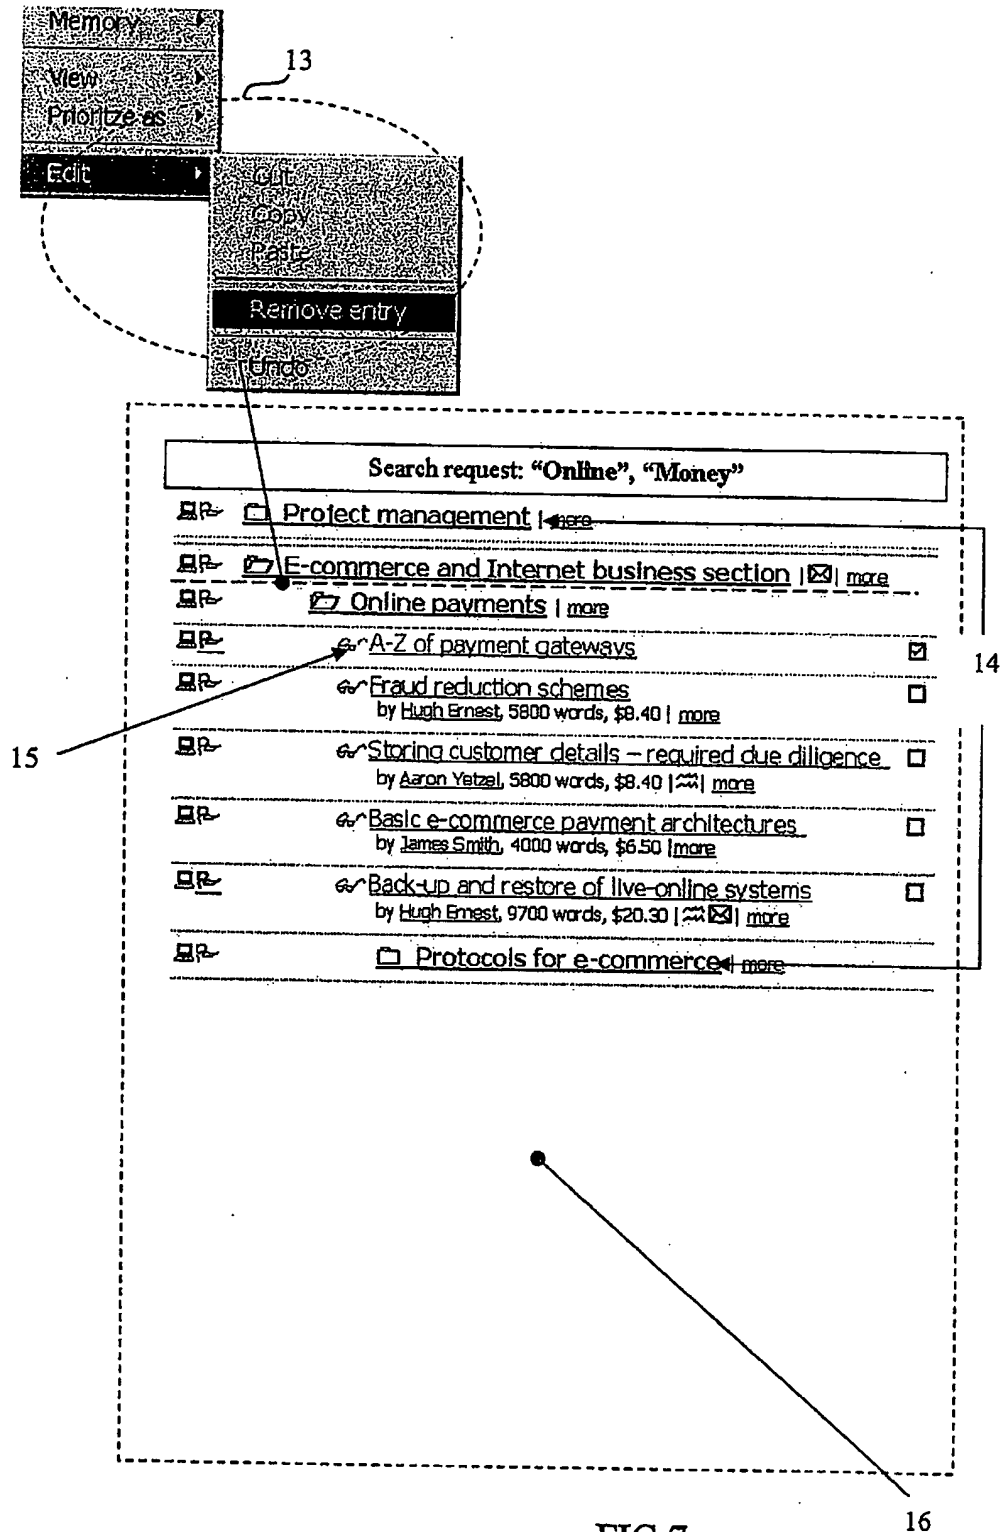 Memory
View
Prioritze as
Edit
13
Cut
Copy
Paste
Remove entry
Undo
Search request: “Online”, “Money”
Project management | more
E-commerce and Internet business section | | more
Online payments | more
A-Z of payment gateways
14
Fraud reduction schemes
by Hugh Ernest, 5800 words, $8.40 | more
15
Storing customer details – required due diligence
by Aaron Yetzel, 5800 words, $8.40 | | more
Basic e-commerce payment architectures
by James Smith, 4000 words, $6.50 | more
Back-up and restore of live-online systems
by Hugh Ernest, 9700 words, $20.30 | | more
Protocols for e-commerce | more
16